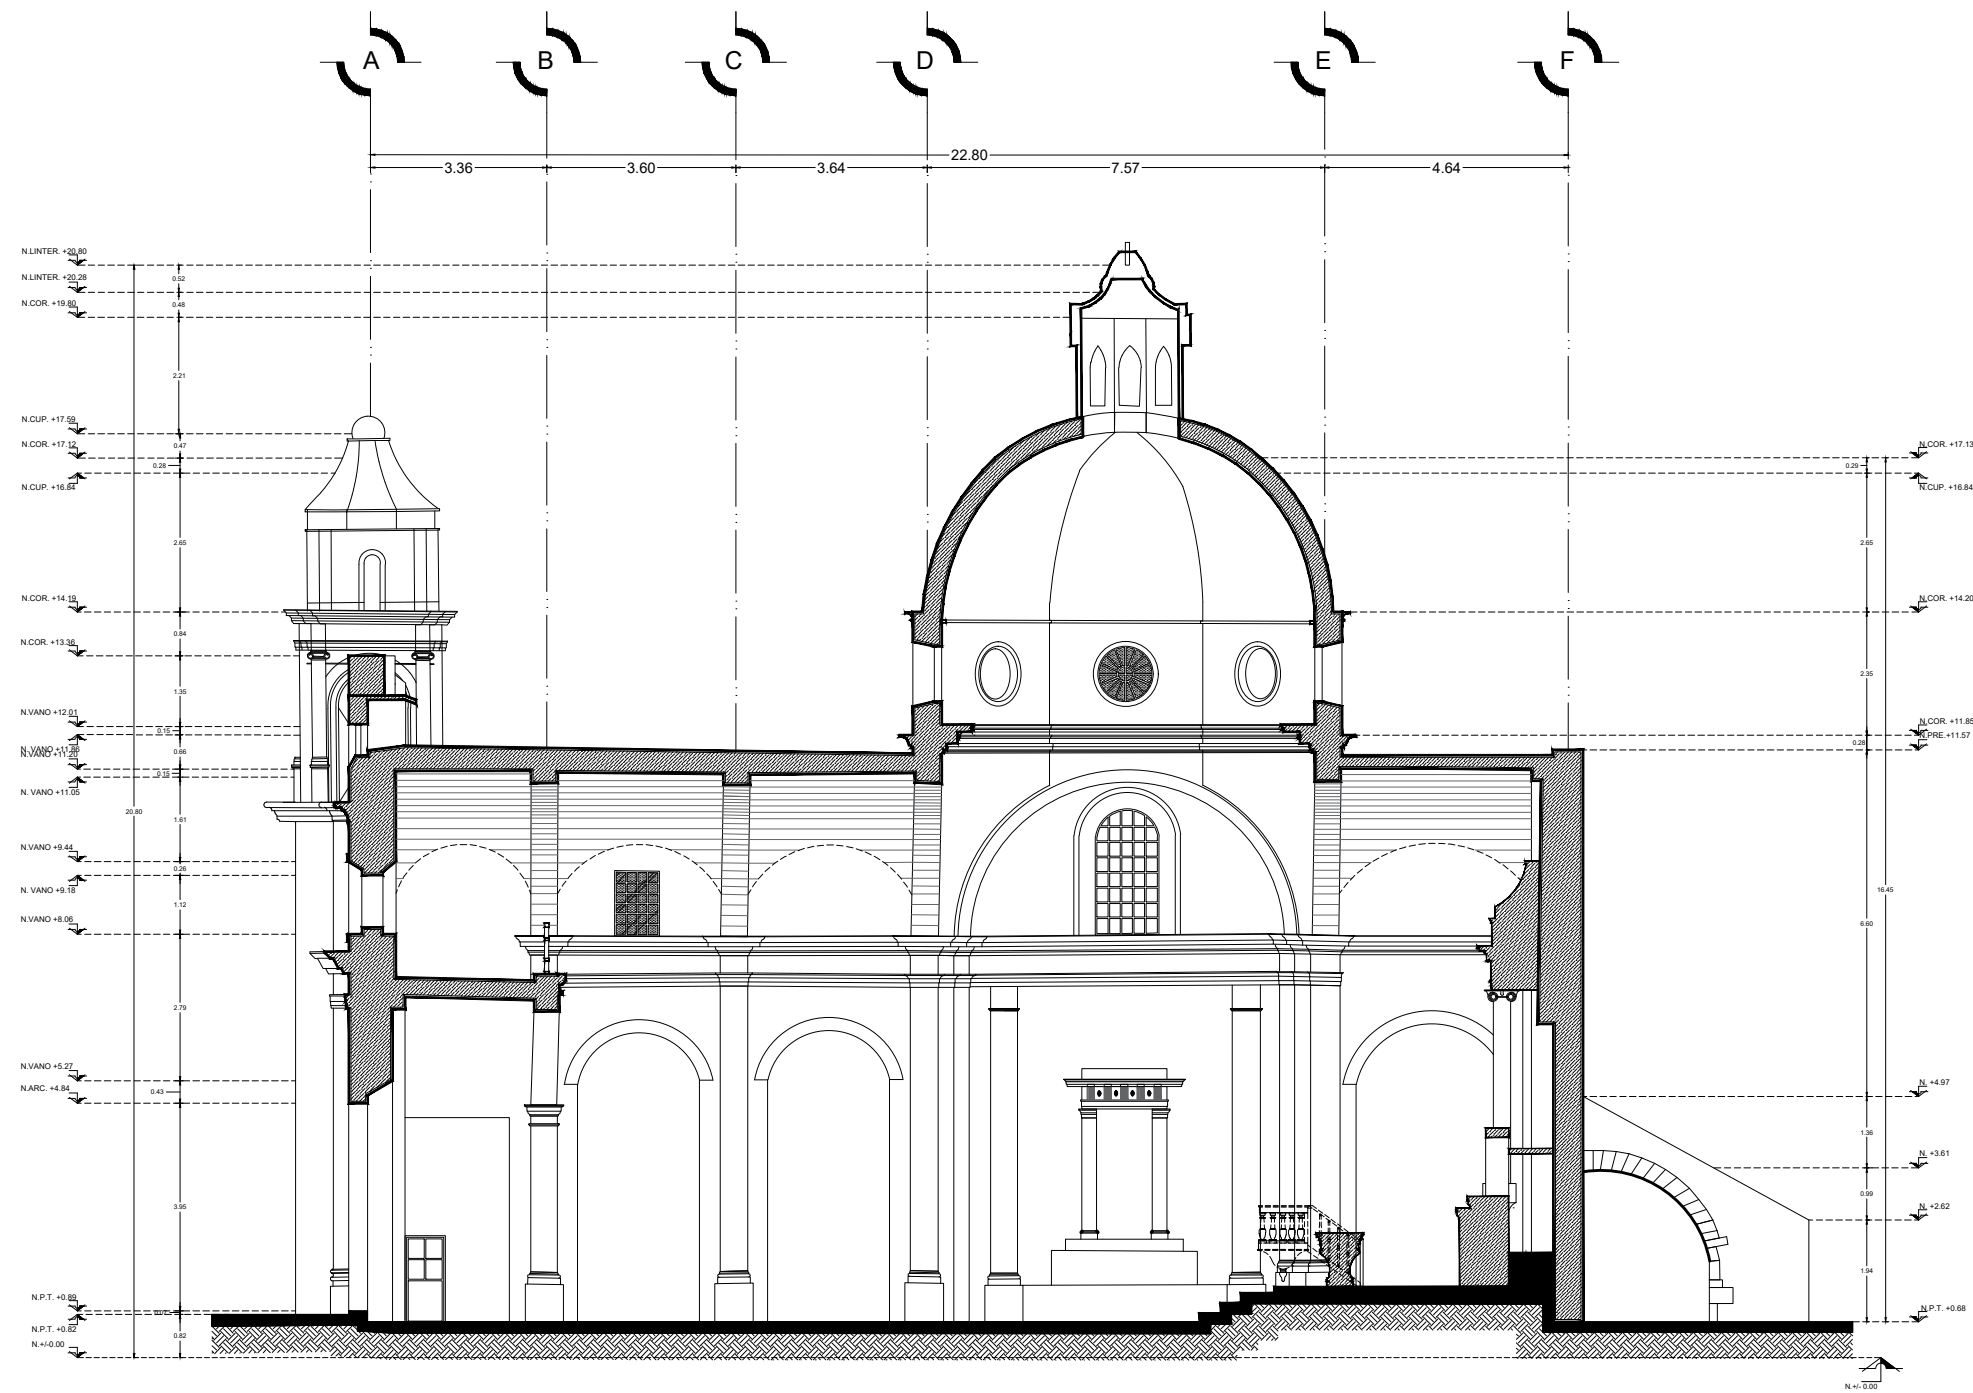 A B C D E F
22.80
3.36 3.60 3.64 7.57 4.64
N.LINTER. +20.80
0.52
N.LINTER. +20.28
0.48
N.COR. +19.80
2.21
N.CUP. +17.59
0.47
N.COR. +17.12
0.28
N.CUP. +16.84
2.65
N.COR. +14.19
0.84
N.COR. +13.36
1.35
N.VANO +12.01
0.15
N.VANO +11.86
0.66
N.VANO +11.20
0.15
N. VANO +11.05
20.80
1.61
N.VANO +9.44
0.26
N. VANO +9.18
1.12
N.VANO +8.06
2.79
N.VANO +5.27
0.43
N.ARC. +4.84
3.95
N.P.T. +0.89
N.P.T. +0.82
0.82
N.+/-0.00
N.COR. +17.13
0.29
N.CUP. +16.84
2.65
N.COR. +14.20
2.35
N.COR. +11.85
0.28
N.PRE.+11.57
16.45
6.60
N. +4.97
1.36
N. +3.61
0.99
N. +2.62
1.94
N.P.T. +0.68
N.+/- 0.00